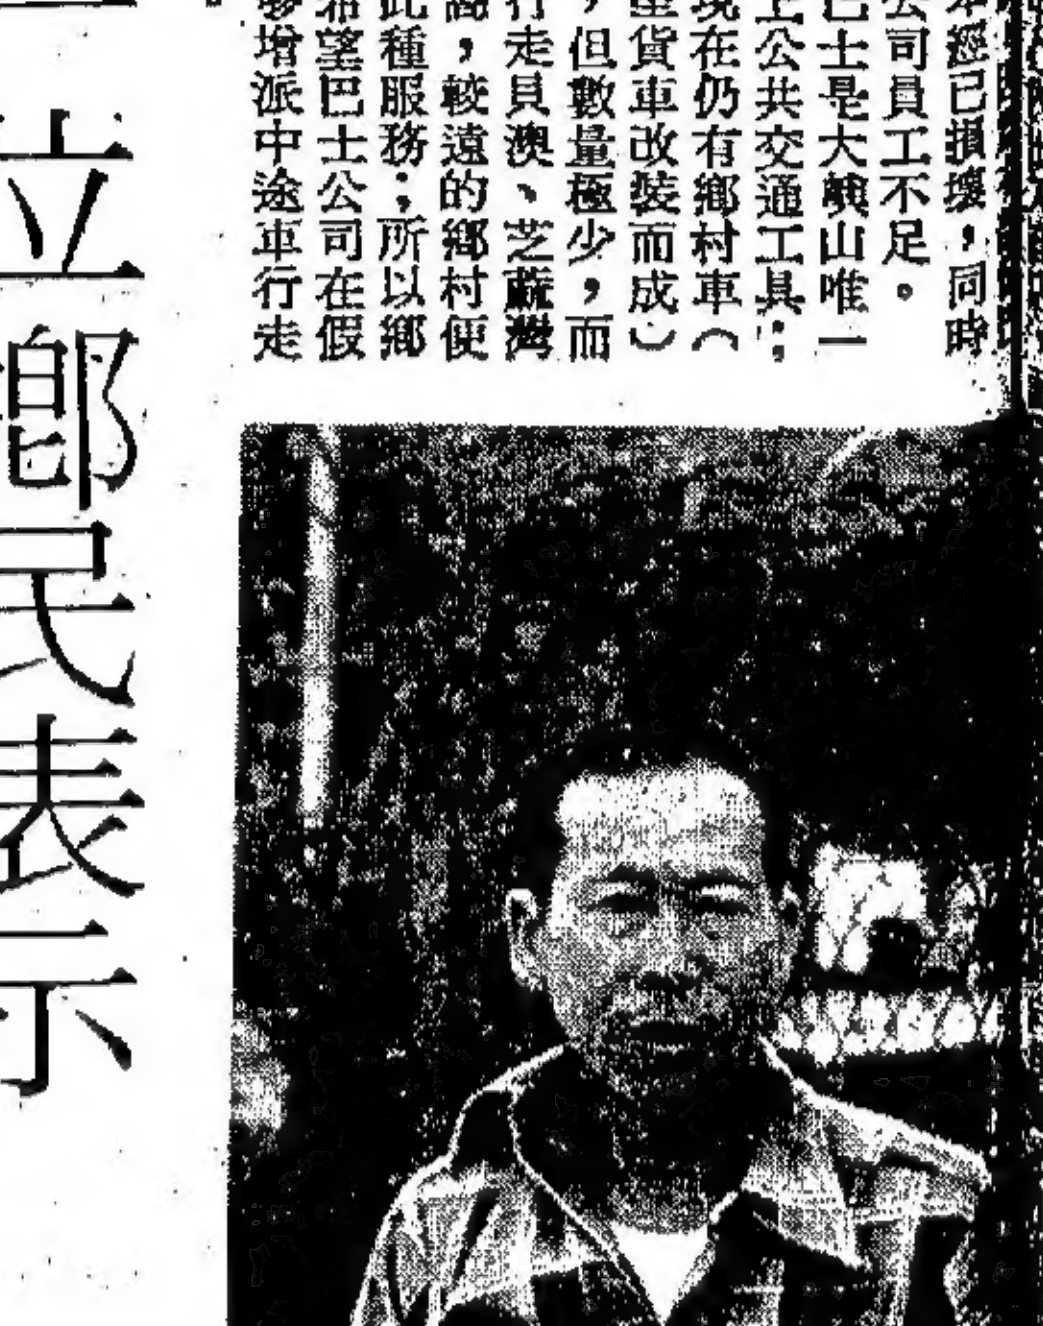 本經已損壞，同時
公司員工不足。
巴士是大嶼山唯一
上公共交通工具；
現在仍有鄉村車（
型貨車改裝而成）
，但數量極少，而
行走貝澳、芝蔴灣
，較遠的鄉村便
此種服務；所以鄉
希望巴士公司在假
增派中途車行走
立鄉民表示